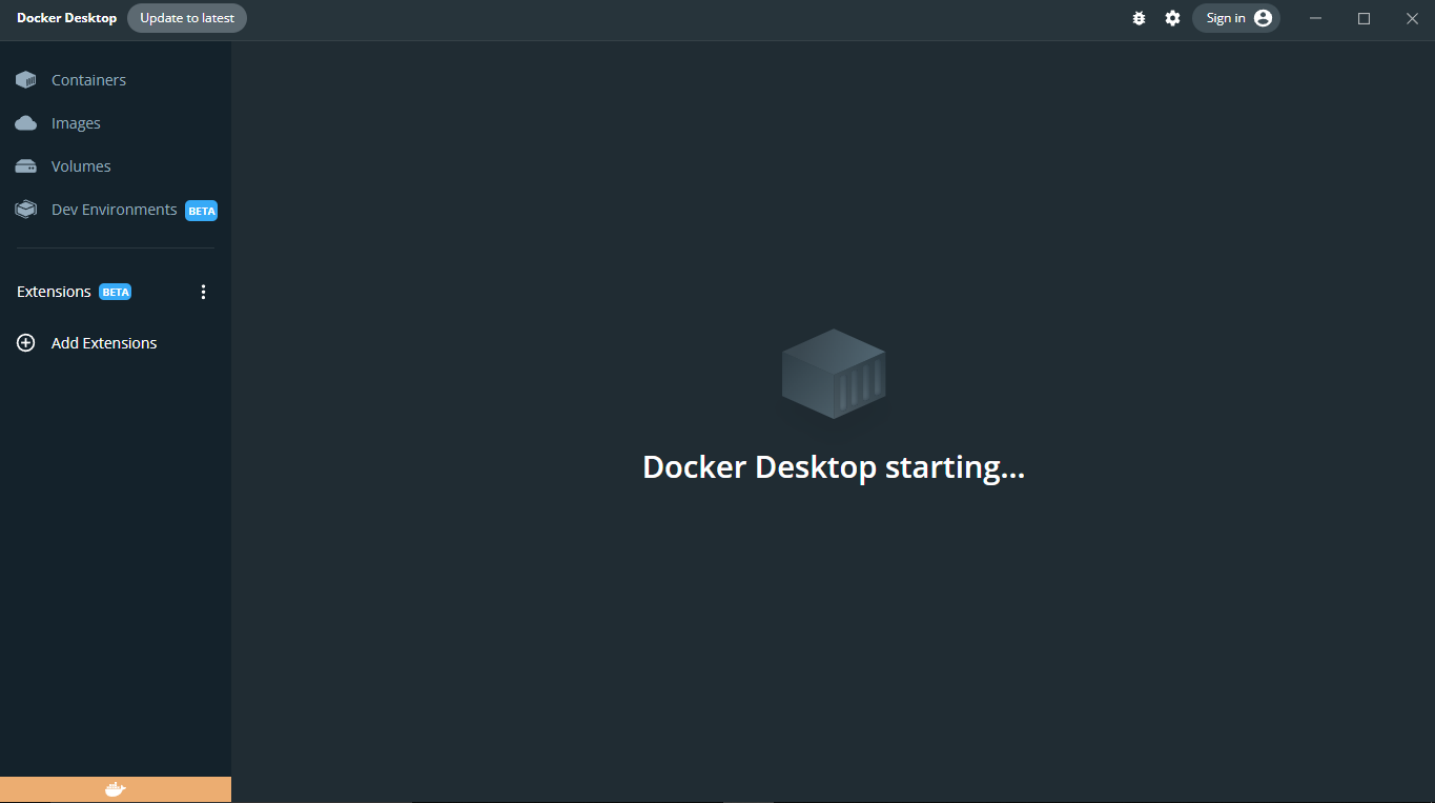 Docker Desktop Update to latest Sign in
Containers
Images
Volumes
Dev Environments BETA
Extensions BETA
Add Extensions
Docker Desktop starting...